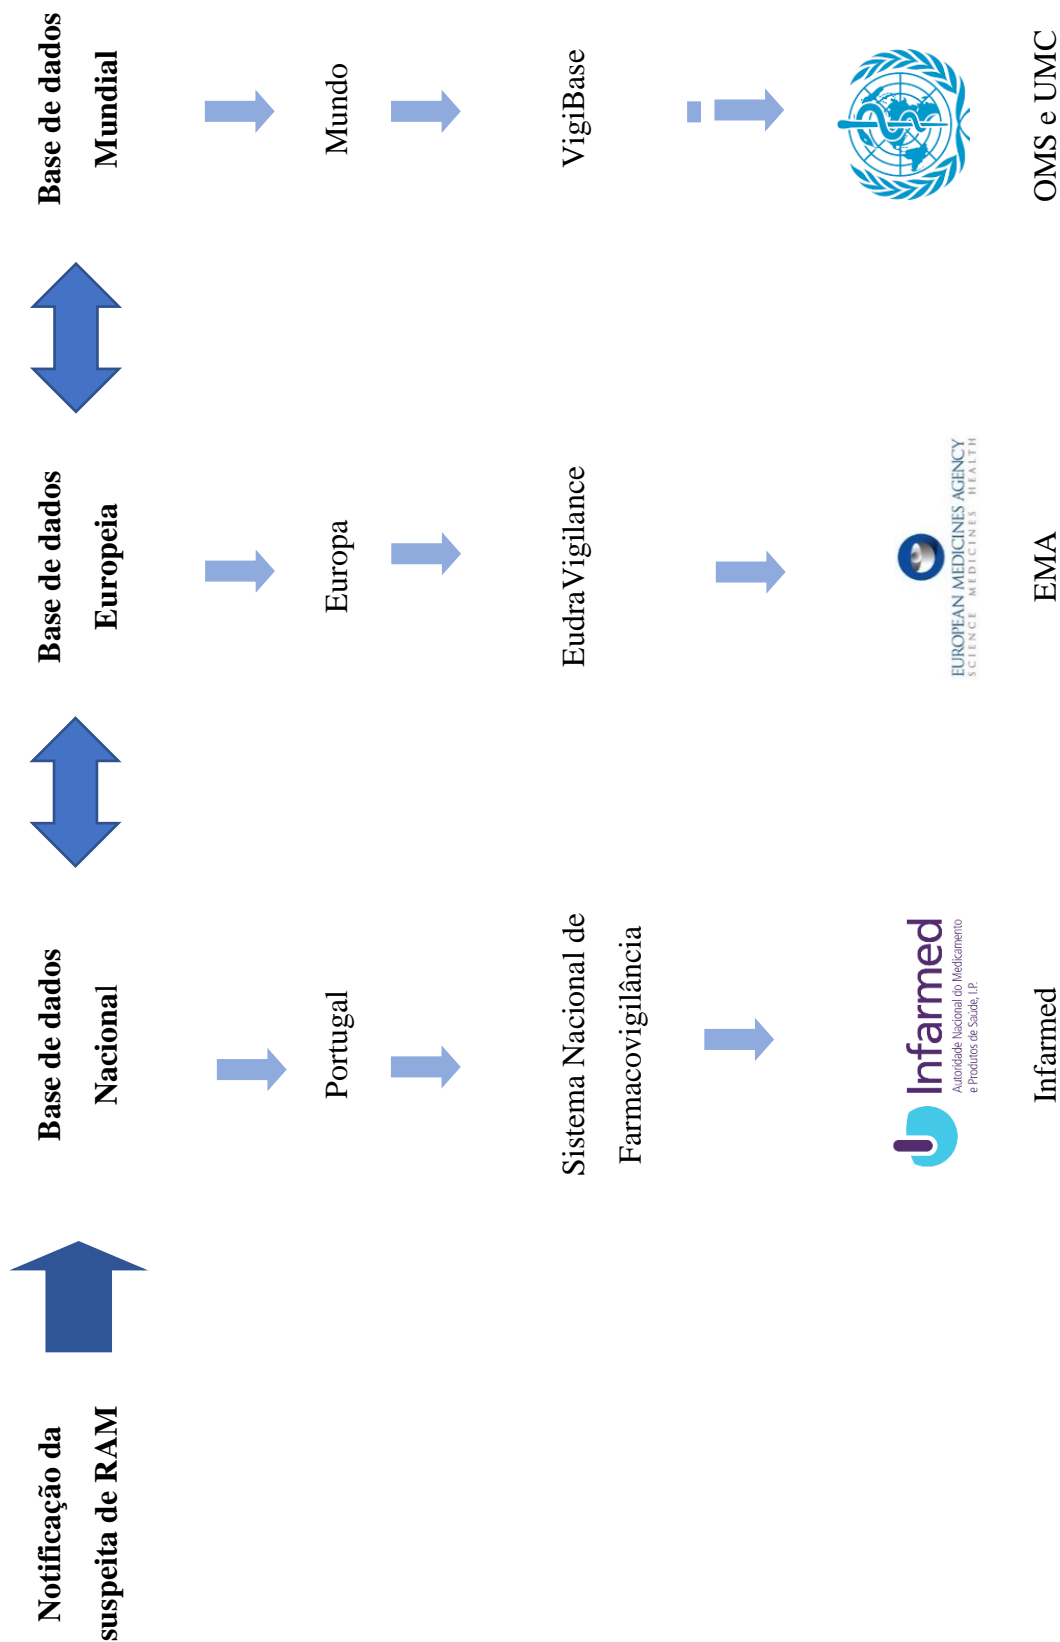 Notificação da
suspeita de RAM
Base de dados
Nacional
Base de dados
Europeia
Base de dados
Mundial
Portugal
Europa
Mundo
Sistema Nacional de
Farmacovigilância
EudraVigilance
VigiBase
Infarmed
Autoridade Nacional do Medicamento
e Produtos de Saúde, I.P.
EUROPEAN MEDICINES AGENCY
SCIENCE MEDICINES HEALTH
Infarmed
EMA
OMS e UMC